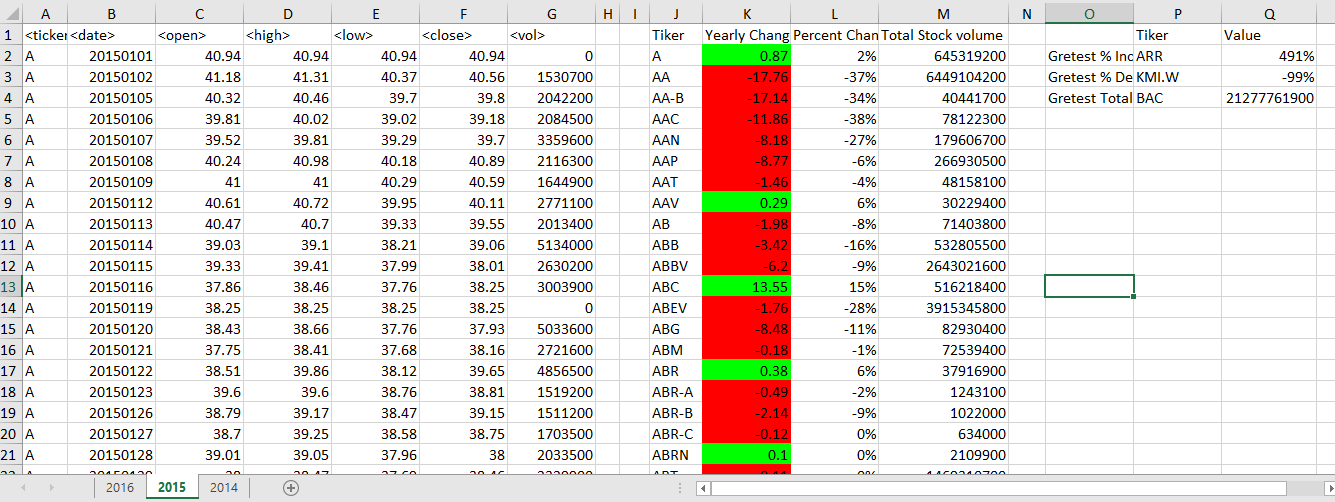 A B C D E F G H I J K L M N O P Q
1 <ticker <date> <open> <high> <low> <close> <vol> Tiker Yearly Chang Percent Chan Total Stock volume Tiker Value
2 A 20150101 40.94 40.94 40.94 40.94 0 A 0.87 2% 645319200 Gretest % Inc ARR 491%
3 A 20150102 41.18 41.31 40.37 40.56 1530700 AA -17.76 -37% 6449104200 Gretest % De KMI.W -99%
4 A 20150105 40.32 40.46 39.7 39.8 2042200 AA-B -17.14 -34% 40441700 Gretest Total BAC 21277761900
5 A 20150106 39.81 40.02 39.02 39.18 2084500 AAC -11.86 -38% 78122300
6 A 20150107 39.52 39.81 39.29 39.7 3359600 AAN -8.18 -27% 179606700
7 A 20150108 40.24 40.98 40.18 40.89 2116300 AAP -8.77 -6% 266930500
8 A 20150109 41 41 40.29 40.59 1644900 AAT -1.46 -4% 48158100
9 A 20150112 40.61 40.72 39.95 40.11 2771100 AAV 0.29 6% 30229400
10 A 20150113 40.47 40.7 39.33 39.55 2013400 AB -1.98 -8% 71403800
11 A 20150114 39.03 39.1 38.21 39.06 5134000 ABB -3.42 -16% 532805500
12 A 20150115 39.33 39.41 37.99 38.01 2630200 ABBV -6.2 -9% 2643021600
13 A 20150116 37.86 38.46 37.76 38.25 3003900 ABC 13.55 15% 516218400
14 A 20150119 38.25 38.25 38.25 38.25 0 ABEV -1.76 -28% 3915345800
15 A 20150120 38.43 38.66 37.76 37.93 5033600 ABG -8.48 -11% 82930400
16 A 20150121 37.75 38.41 37.68 38.16 2721600 ABM -0.18 -1% 72539400
17 A 20150122 38.51 39.86 38.12 39.65 4856500 ABR 0.38 6% 37916900
18 A 20150123 39.6 39.6 38.76 38.81 1519200 ABR-A -0.49 -2% 1243100
19 A 20150126 38.79 39.17 38.47 39.15 1511200 ABR-B -2.14 -9% 1022000
20 A 20150127 38.7 39.25 38.58 38.75 1703500 ABR-C -0.12 0% 634000
21 A 20150128 39.01 39.05 37.96 38 2033500 ABRN 0.1 0% 2109900
2016 2015 2014